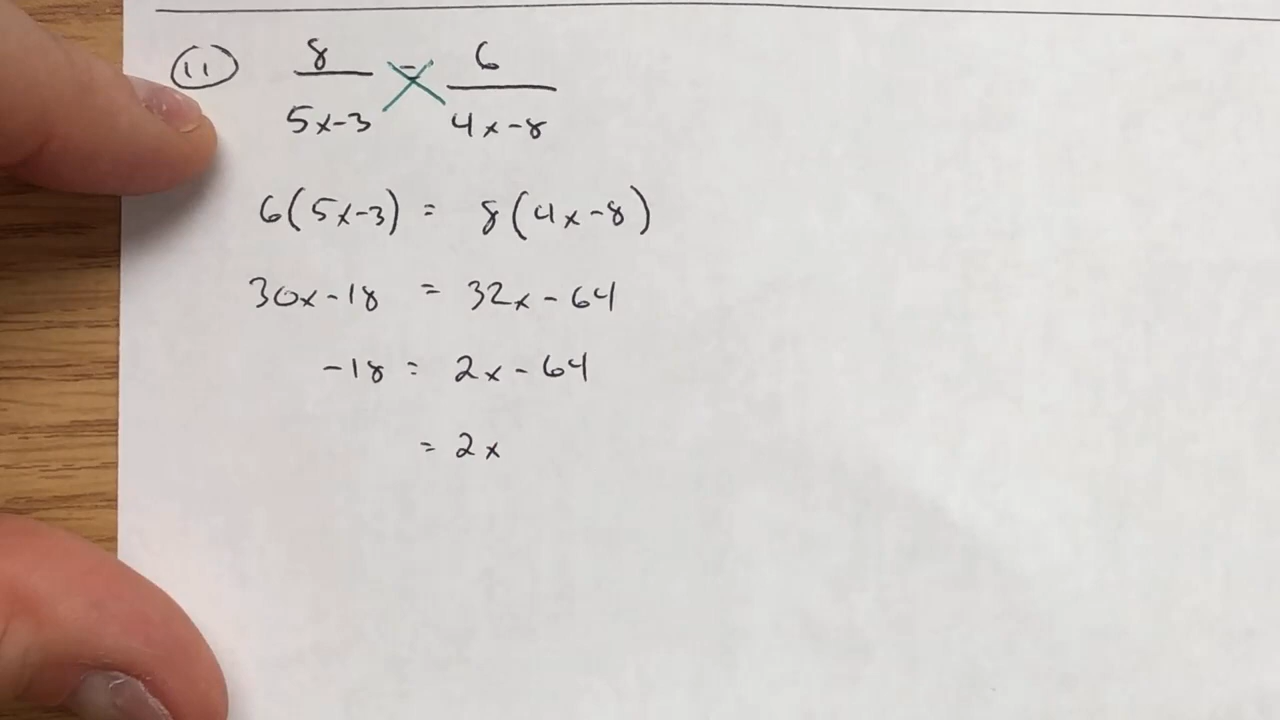 11 8/(5x-3) = 6/(4x-8)
6(5x-3) = 8(4x-8)
30x-18 = 32x-64
-18 = 2x-64
= 2x